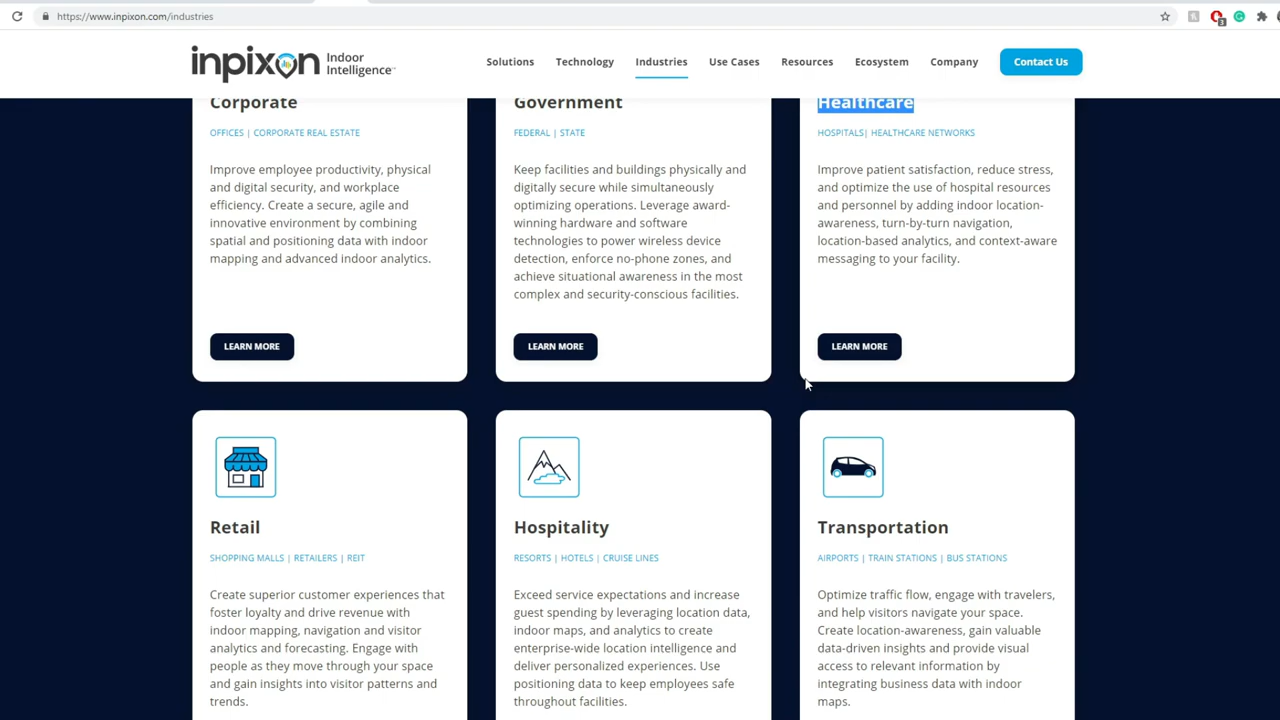 https://www.inpixon.com/industries
3
inpixon Indoor Intelligence™
Solutions
Technology
Industries
Use Cases
Resources
Ecosystem
Company
Contact Us
Corporate
OFFICES | CORPORATE REAL ESTATE
Improve employee productivity, physical
and digital security, and workplace
efficiency. Create a secure, agile and
innovative environment by combining
spatial and positioning data with indoor
mapping and advanced indoor analytics.
LEARN MORE
Government
FEDERAL | STATE
Keep facilities and buildings physically and
digitally secure while simultaneously
optimizing operations. Leverage award-
winning hardware and software
technologies to power wireless device
detection, enforce no-phone zones, and
achieve situational awareness in the most
complex and security-conscious facilities.
LEARN MORE
Healthcare
HOSPITALS| HEALTHCARE NETWORKS
Improve patient satisfaction, reduce stress,
and optimize the use of hospital resources
and personnel by adding indoor location-
awareness, turn-by-turn navigation,
location-based analytics, and context-aware
messaging to your facility.
LEARN MORE
Retail
SHOPPING MALLS | RETAILERS | REIT
Create superior customer experiences that
foster loyalty and drive revenue with
indoor mapping, navigation and visitor
analytics and forecasting. Engage with
people as they move through your space
and gain insights into visitor patterns and
trends.
Hospitality
RESORTS | HOTELS | CRUISE LINES
Exceed service expectations and increase
guest spending by leveraging location data,
indoor maps, and analytics to create
enterprise-wide location intelligence and
deliver personalized experiences. Use
positioning data to keep employees safe
throughout facilities.
Transportation
AIRPORTS | TRAIN STATIONS | BUS STATIONS
Optimize traffic flow, engage with travelers,
and help visitors navigate your space.
Create location-awareness, gain valuable
data-driven insights and provide visual
access to relevant information by
integrating business data with indoor
maps.